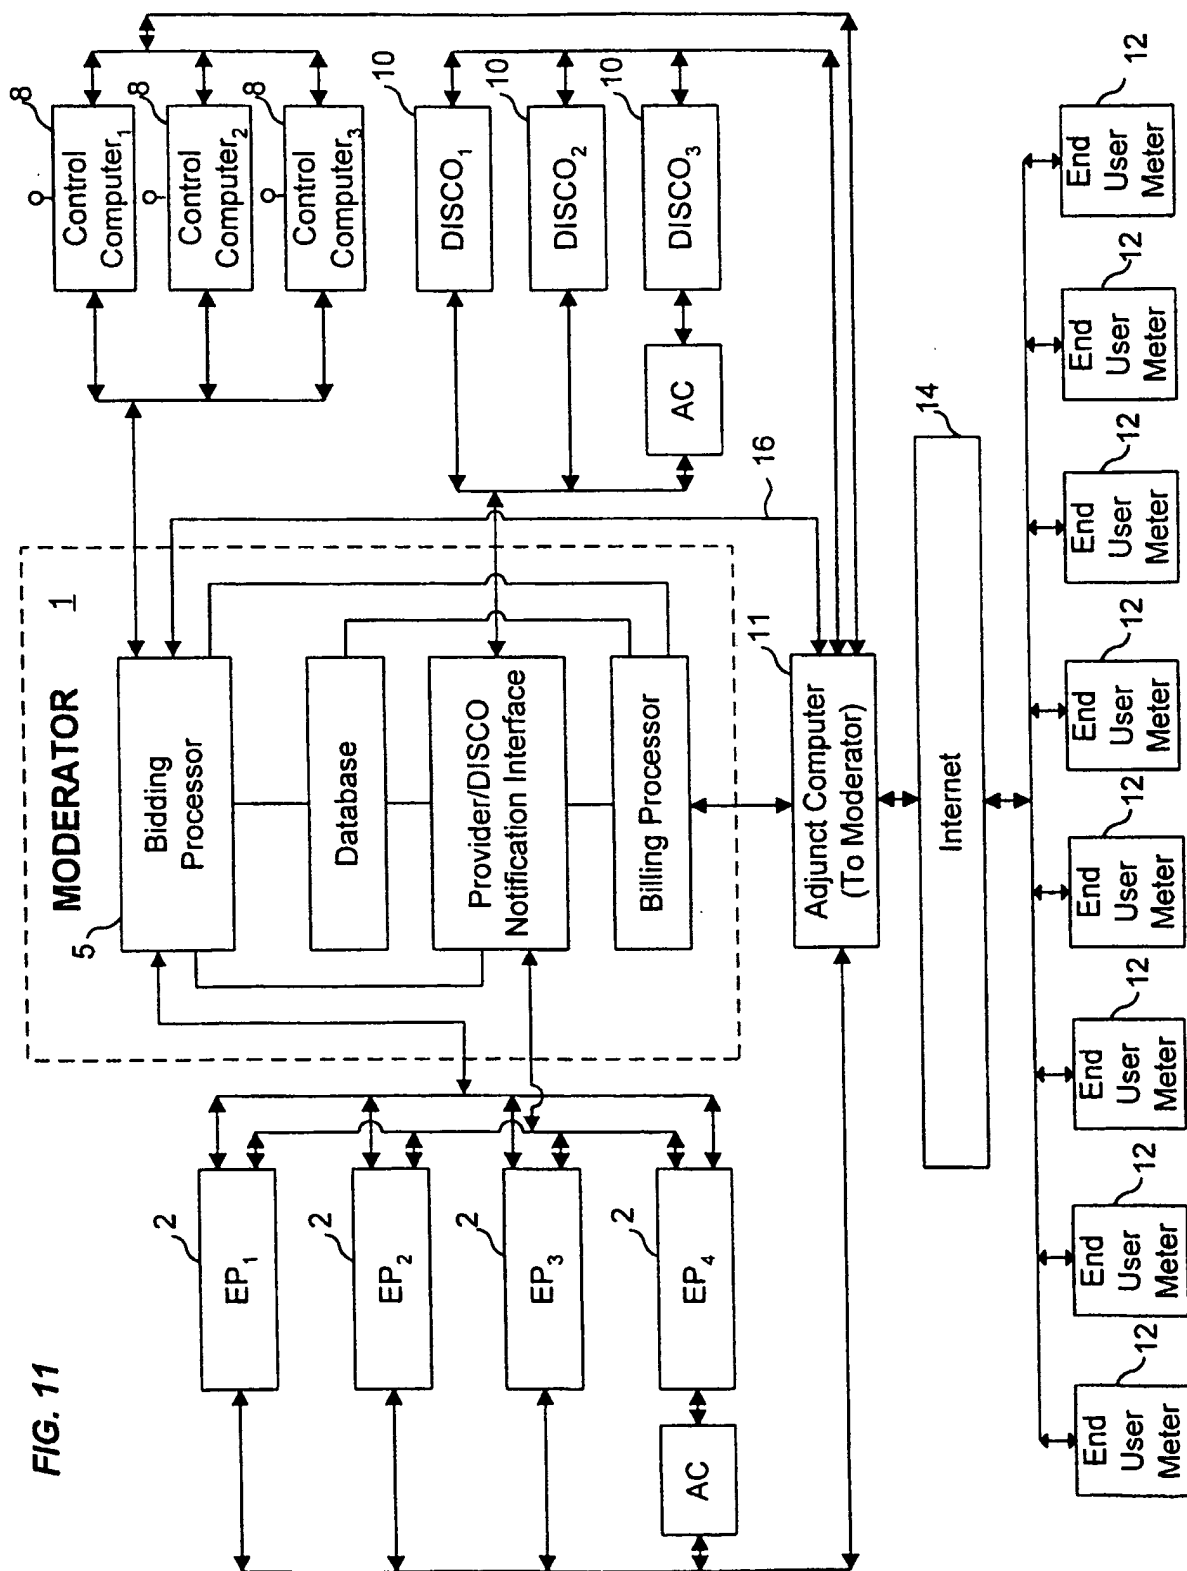 FIG. 11
MODERATOR
1
5
Bidding
Processor
Database
Provider/DISCO
Notification Interface
Billing Processor
2
EP1
2
EP2
2
EP3
2
EP4
AC
8
Control
Computer1
8
Control
Computer2
8
Control
Computer3
10
DISCO1
10
DISCO2
10
DISCO3
AC
16
11
Adjunct Computer
(To Moderator)
14
Internet
12
End
User
Meter
12
End
User
Meter
12
End
User
Meter
12
End
User
Meter
12
End
User
Meter
12
End
User
Meter
12
End
User
Meter
12
End
User
Meter